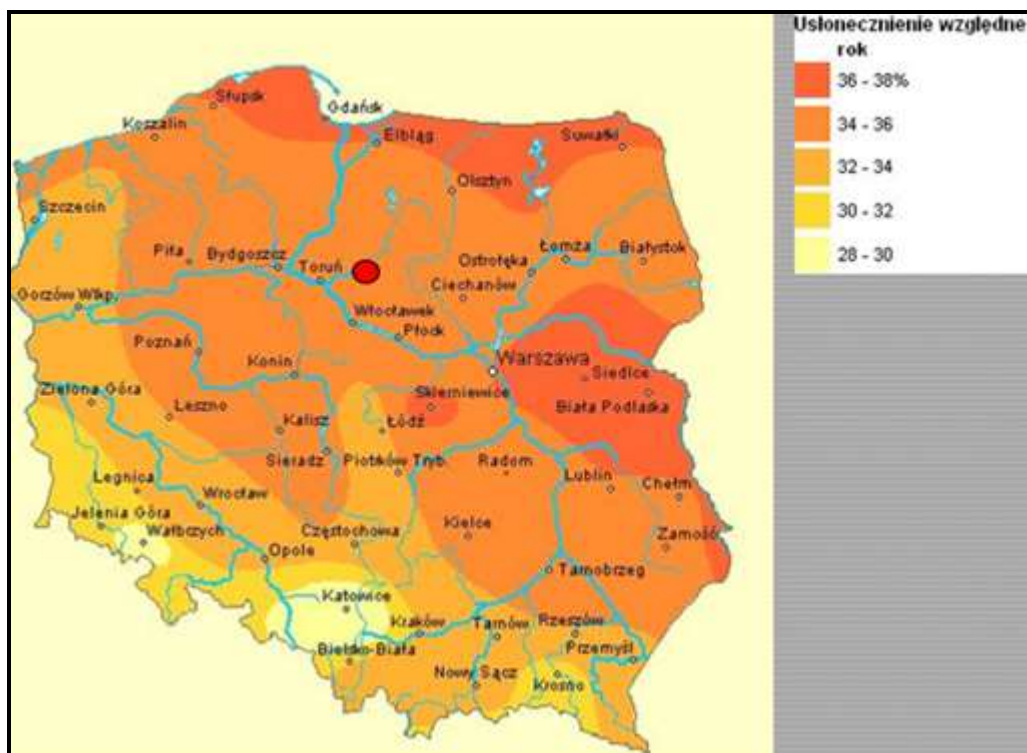 Usłonecznienie względne
rok
36 - 38%
34 - 36
32 - 34
30 - 32
28 - 30
Słupsk
Gdańsk
Koszalin
Elbląg
Suwałki
Olsztyn
Szczecin
Piła
Bydgoszcz
Toruń
Ostrołęka
Łomża
Białystok
Ciechanów
Gorzów Wlkp.
Włocławek
Płock
Poznań
Konin
Warszawa
Siedlce
Zielona Góra
Leszno
Skierniewice
Biała Podlaska
Kalisz
Łódź
Sieradz
Piotrków Tryb.
Radom
Lublin
Chełm
Legnica
Wrocław
Jelenia Góra
Wałbrzych
Częstochowa
Kielce
Zamość
Opole
Tarnobrzeg
Katowice
Kraków
Tarnów
Rzeszów
Przemyśl
Bielsko-Biała
Nowy Sącz
Krosno